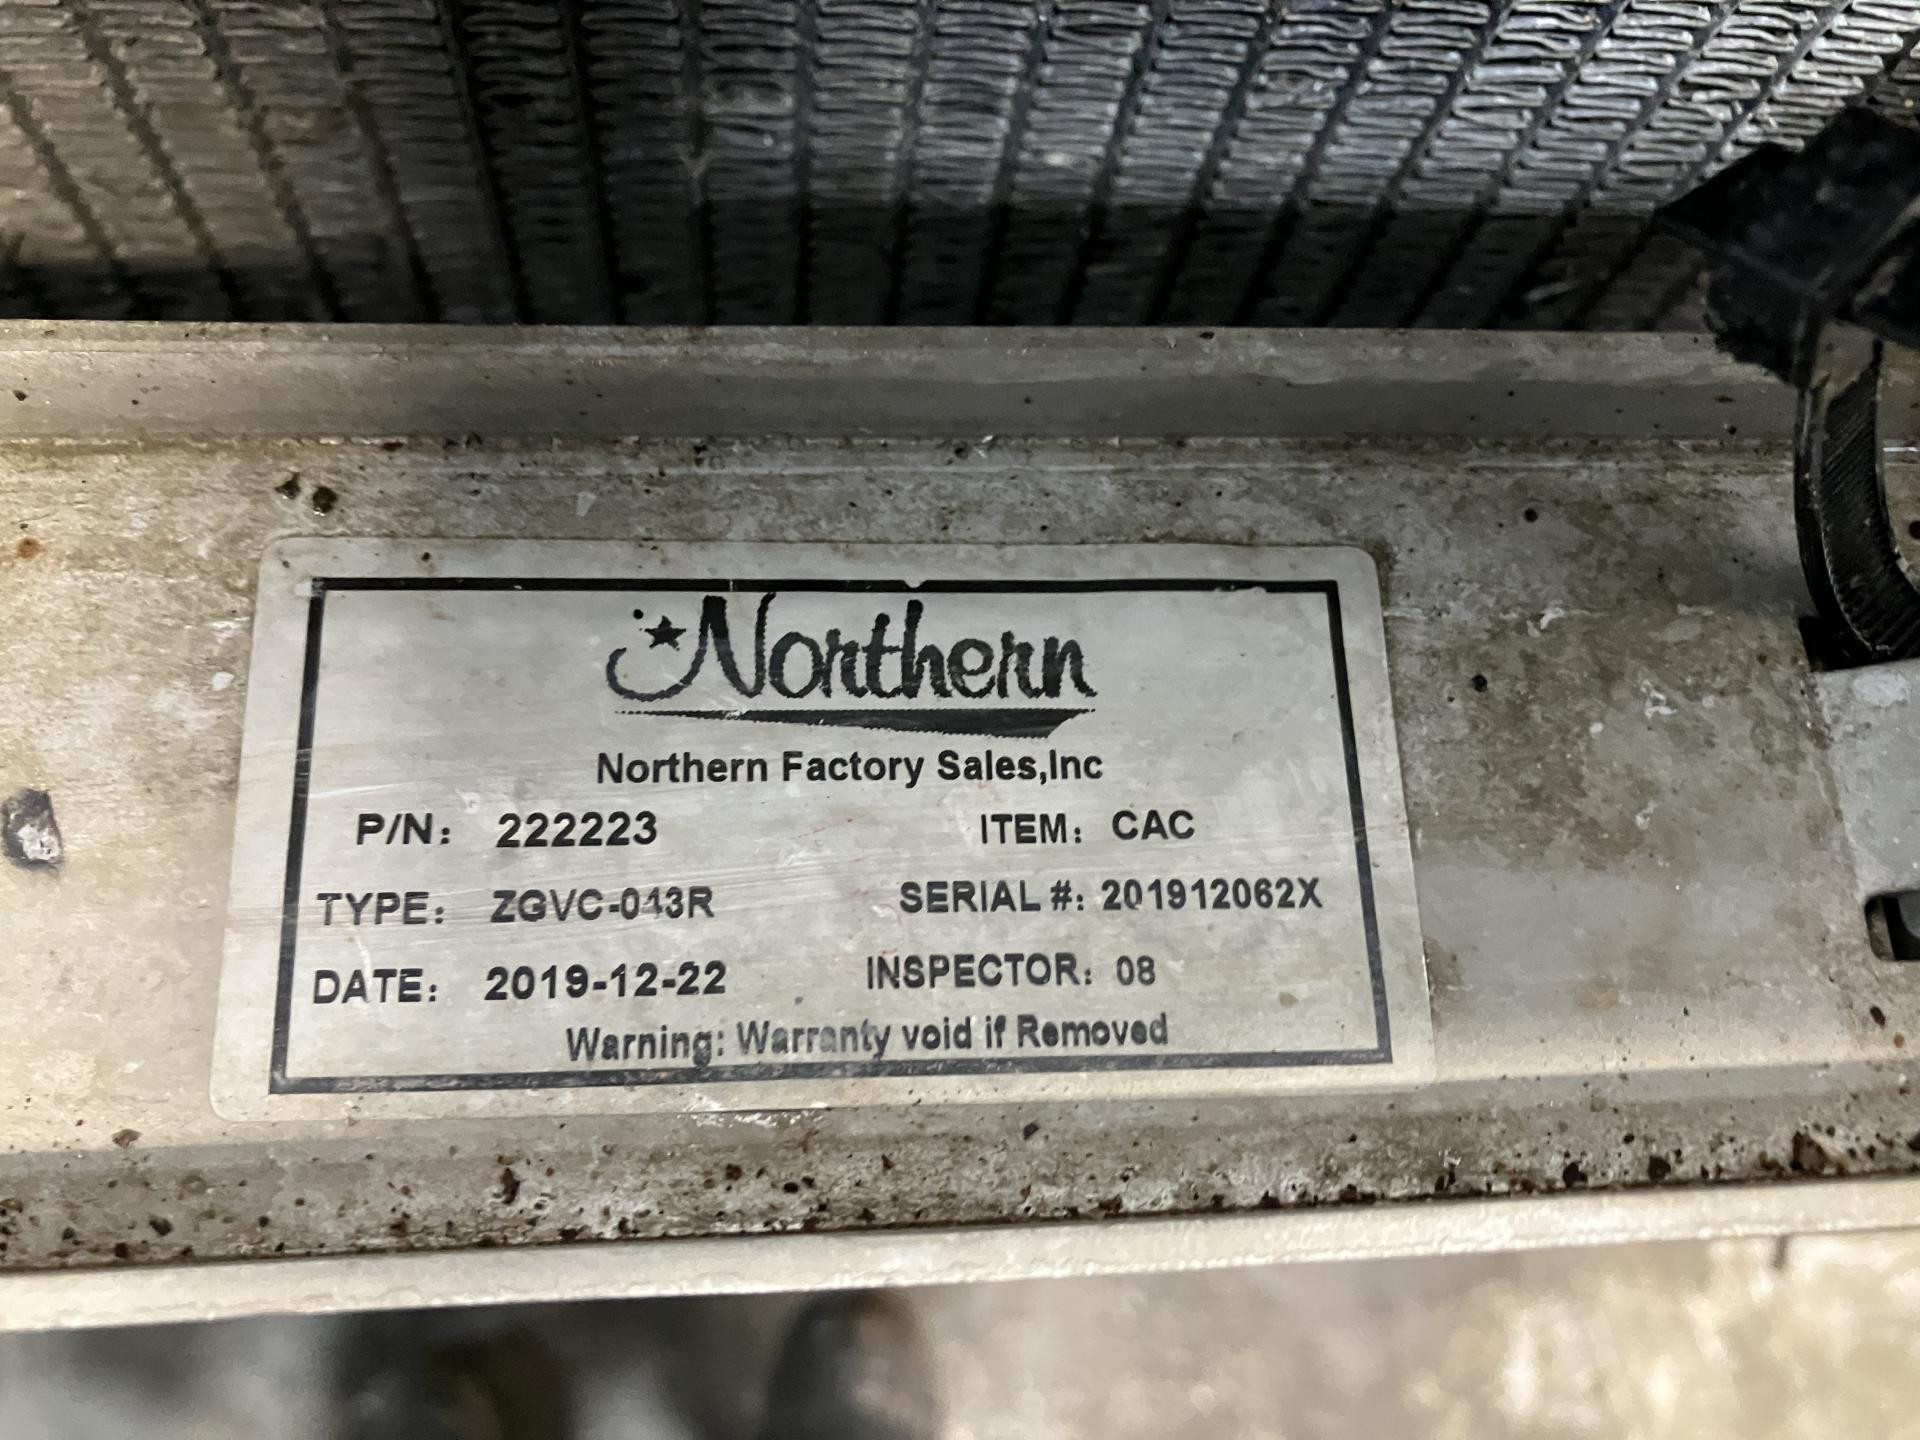 Northern
Northern Factory Sales,Inc
P/N: 222223 ITEM: CAC
TYPE: ZGVC-043R SERIAL #: 201912062X
DATE: 2019-12-22 INSPECTOR: 08
Warning: Warranty void if Removed